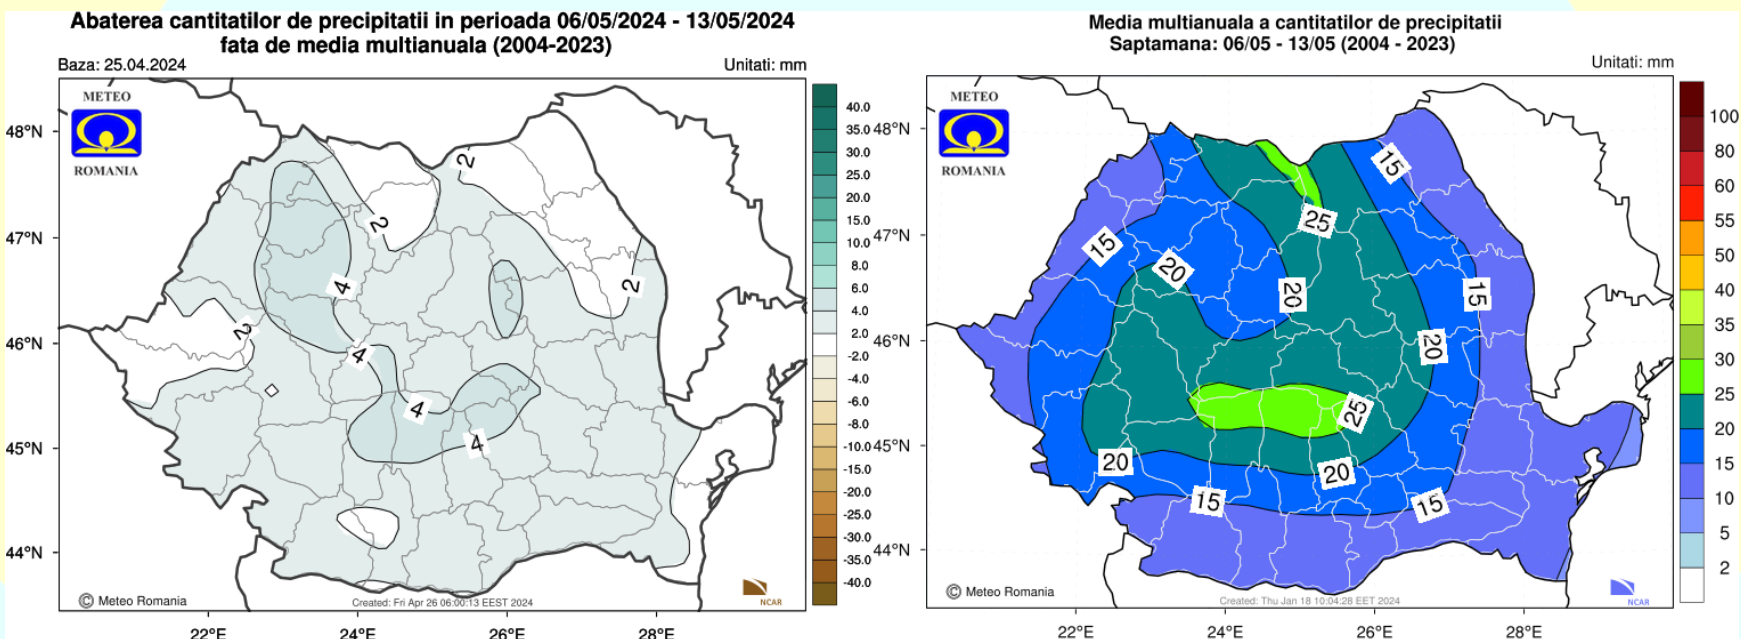 Abaterea cantitatilor de precipitatii in perioada 06/05/2024 - 13/05/2024
fata de media multianuala (2004-2023)
Baza: 25.04.2024
Unitati: mm
METEO
ROMANIA
48°N
47°N
46°N
45°N
44°N
2
2
2
2
4
4
4
4
40.0
35.0
30.0
25.0
20.0
15.0
10.0
8.0
6.0
4.0
2.0
-2.0
-4.0
-6.0
-8.0
-10.0
-15.0
-20.0
-25.0
-30.0
-35.0
-40.0
© Meteo Romania
Created: Fri Apr 26 06:00:13 EEST 2024
NCAR
22°E
24°E
26°E
28°E
Media multianuala a cantitatilor de precipitatii
Saptamana: 06/05 - 13/05 (2004 - 2023)
Unitati: mm
METEO
ROMANIA
48°N
47°N
46°N
45°N
44°N
15
25
15
20
20
15
20
25
20
20
15
15
100
80
60
55
50
40
35
30
25
20
15
10
5
2
© Meteo Romania
Created: Thu Jan 18 10:04:28 EET 2024
NCAR
22°E
24°E
26°E
28°E